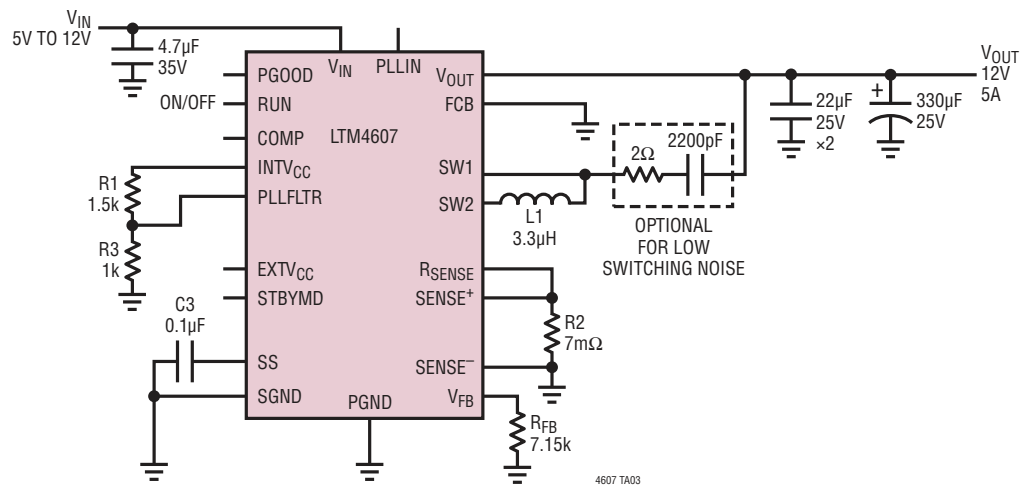 VIN
5V TO 12V
4.7µF
35V
VIN
PLLIN
PGOOD
RUN
ON/OFF
COMP
INTVCC
PLLFLTR
EXTVCC
STBYMD
SS
SGND
PGND
LTM4607
VOUT
FCB
SW1
SW2
RSENSE
SENSE+
SENSE–
VFB
R1
1.5k
R3
1k
C3
0.1µF
2Ω
2200pF
L1
3.3µH
OPTIONAL
FOR LOW
SWITCHING NOISE
R2
7mΩ
RFB
7.15k
22µF
25V
×2
+
330µF
25V
VOUT
12V
5A
4607 TA03